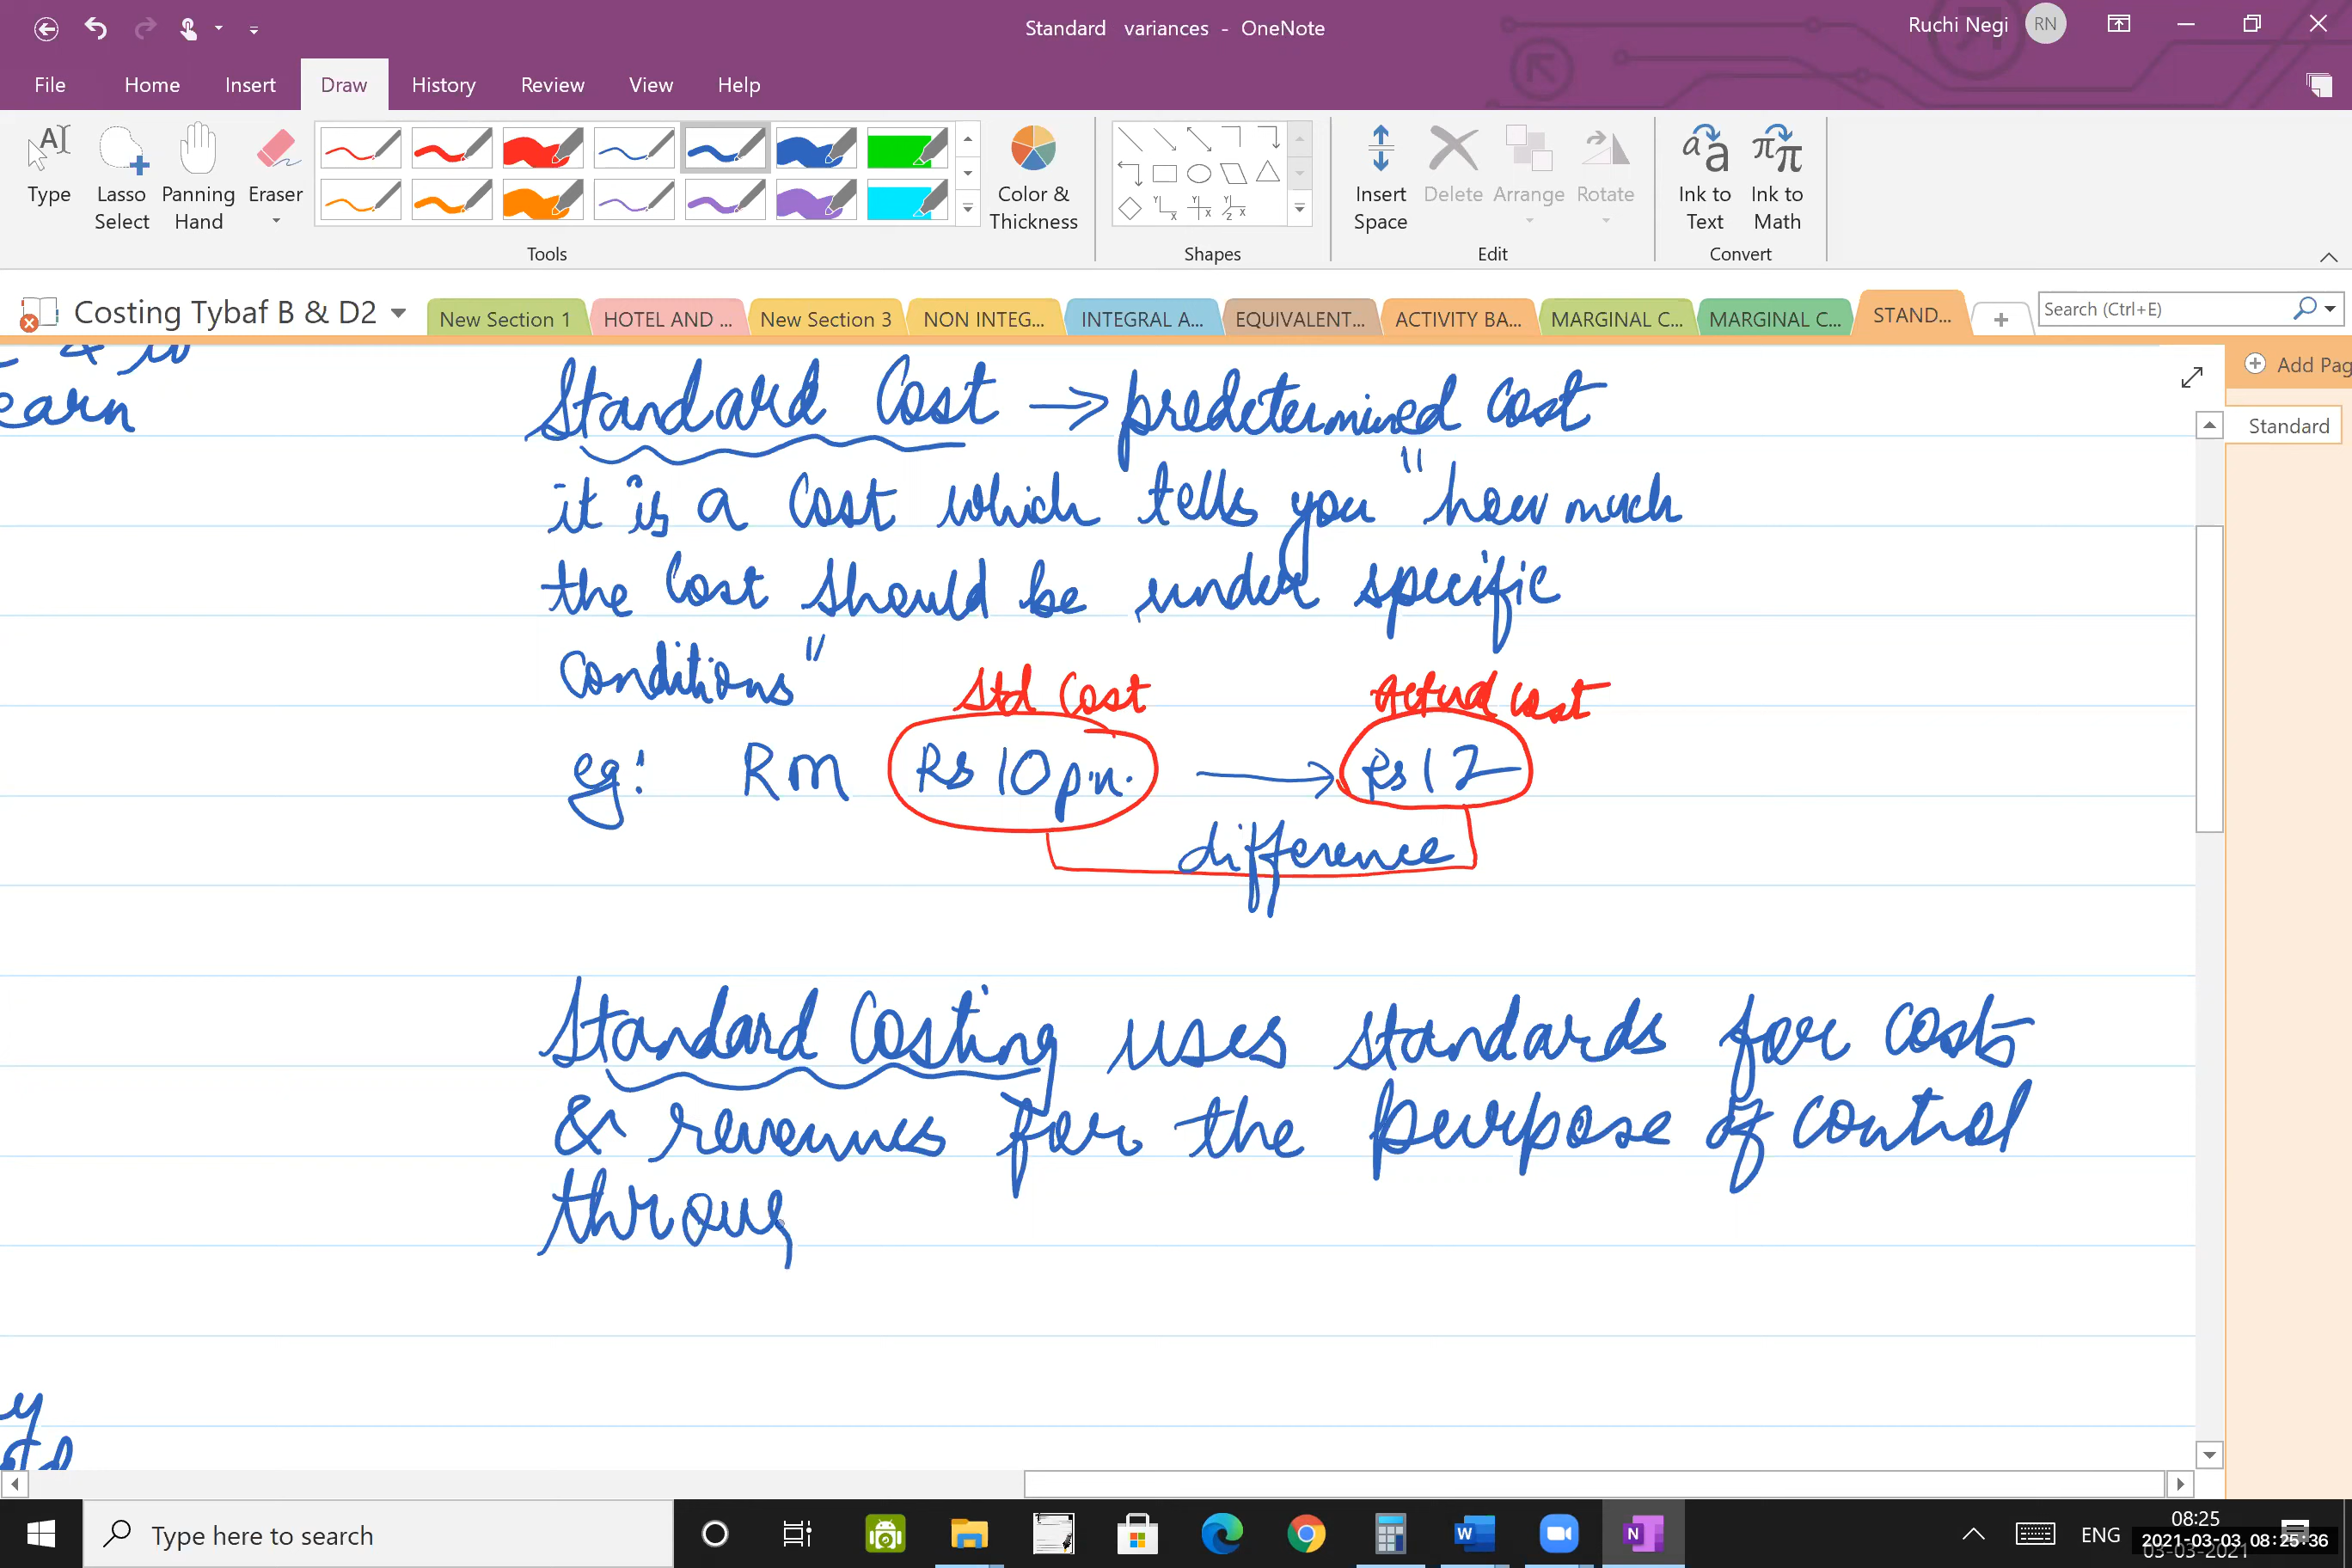 Standard variances - OneNote
Ruchi Negi
RN
File
Home
Insert
Draw
History
Review
View
Help
Type
Lasso
Select
Panning
Hand
Eraser
Color &
Thickness
Insert
Space
Delete
Arrange
Rotate
Ink to
Text
Ink to
Math
Tools
Shapes
Edit
Convert
Costing Tybaf B & D2
New Section 1
HOTEL AND ...
New Section 3
NON INTEG...
INTEGRAL A...
EQUIVALENT...
ACTIVITY BA...
MARGINAL C...
MARGINAL C...
STAND...
Search (Ctrl+E)
Add Pag
Standard
earn
Standard Cost → predetermined cost
it is a cost which tells you "how much
the cost should be under specific
conditions"
Std Cost
Actual cost
eg: Rm Rs 10 p.u. → Rs 12
difference
Standard Costing uses standards for costs
& revenues for the purpose of control
throug
y
Type here to search
ENG
08:25
03-03-2021
2021-03-03 08:25:36